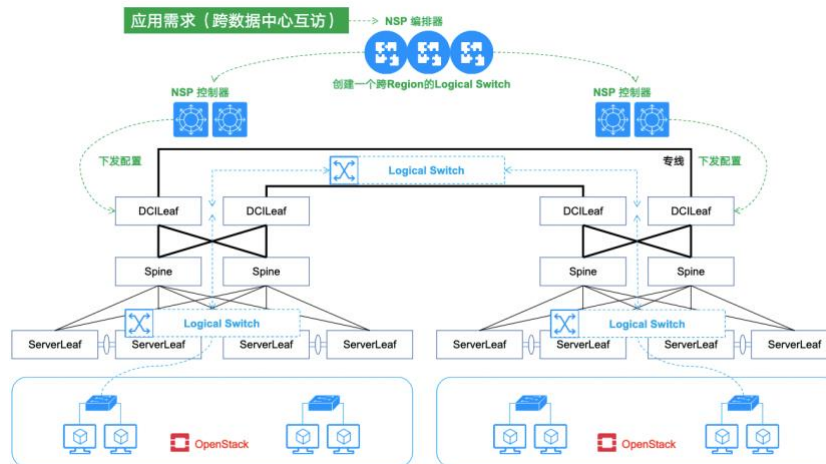 应用需求（跨数据中心互访）
NSP 编排器
创建一个跨Region的Logical Switch
NSP 控制器
NSP 控制器
下发配置
专线
下发配置
Logical Switch
DCILeaf
DCILeaf
DCILeaf
DCILeaf
Spine
Spine
Spine
Spine
Logical Switch
Logical Switch
ServerLeaf
ServerLeaf
ServerLeaf
ServerLeaf
ServerLeaf
ServerLeaf
ServerLeaf
ServerLeaf
OpenStack
OpenStack